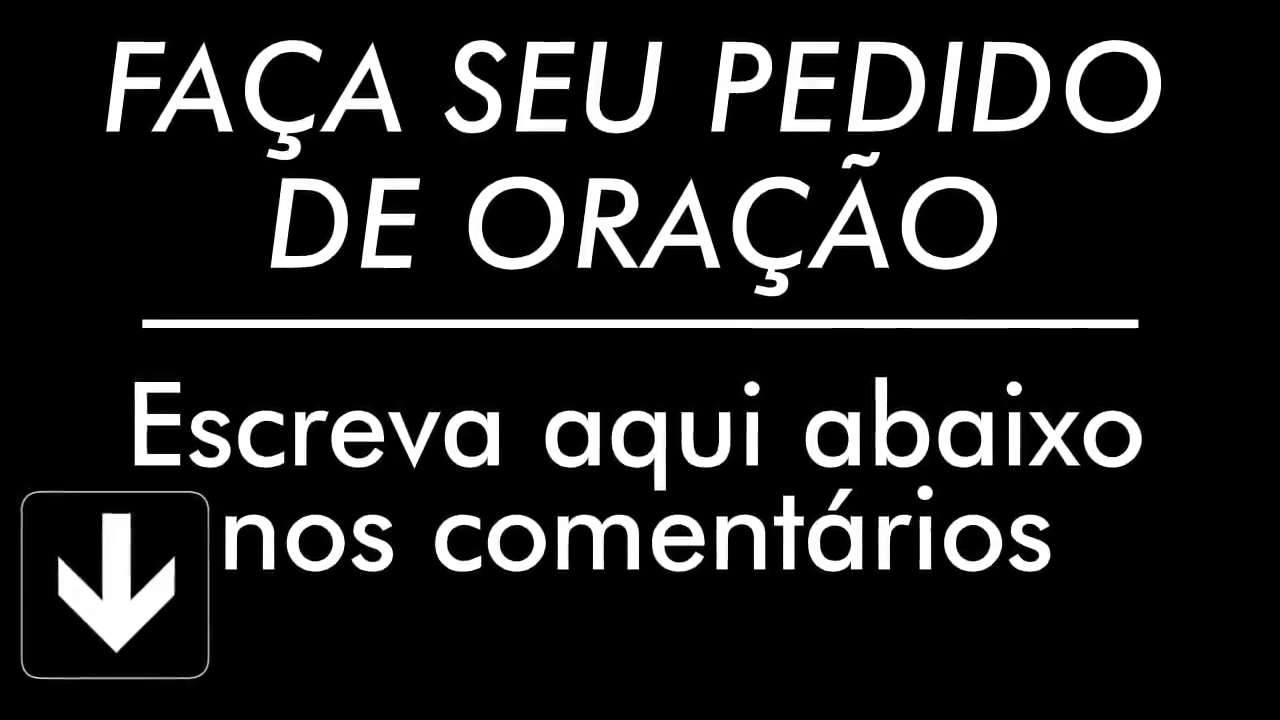 FAÇA SEU PEDIDO
DE ORAÇÃO
Escreva aqui abaixo
nos comentários